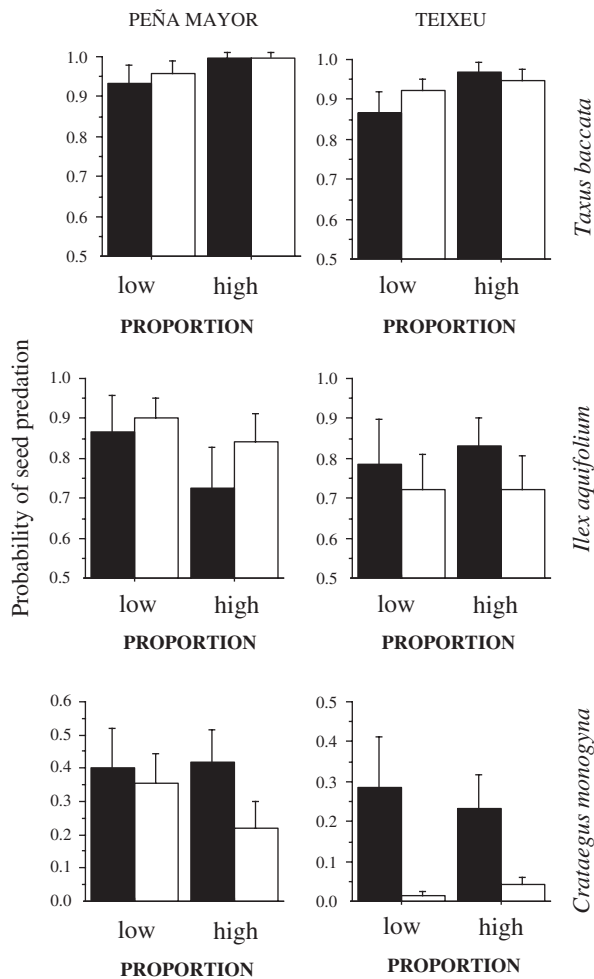 PEÑA MAYOR
TEIXEU
1.0
0.9
0.8
0.7
0.6
0.5
low
high
PROPORTION
1.0
0.9
0.8
0.7
0.6
0.5
low
high
PROPORTION
Taxus baccata
Probability of seed predation
1.0
0.9
0.8
0.7
0.6
0.5
low
high
PROPORTION
1.0
0.9
0.8
0.7
0.6
0.5
low
high
PROPORTION
Ilex aquifolium
0.6
0.5
0.4
0.3
0.2
0.1
0.0
low
high
PROPORTION
0.5
0.4
0.3
0.2
0.1
0.0
low
high
PROPORTION
Crataegus monogyna